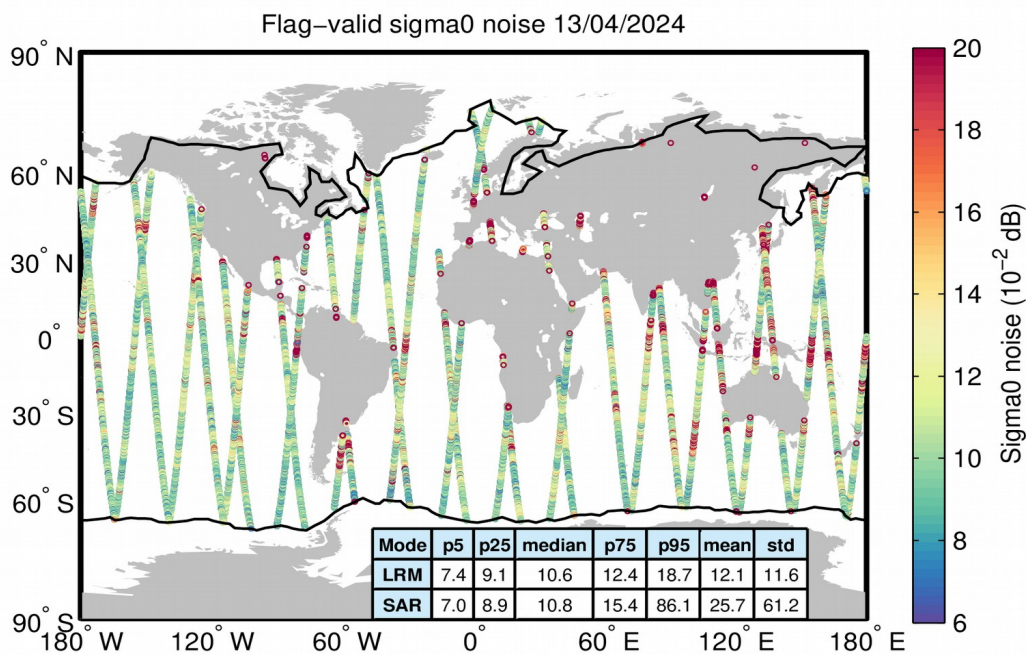 Flag−valid sigma0 noise 13/04/2024
90° N
60° N
30° N
0°
30° S
60° S
90° S
180° W 120° W 60° W 0° 60° E 120° E 180° E
Mode p5 p25 median p75 p95 mean std
LRM 7.4 9.1 10.6 12.4 18.7 12.1 11.6
SAR 7.0 8.9 10.8 15.4 86.1 25.7 61.2
20
18
16
14
12
10
8
6
Sigma0 noise (10⁻² dB)